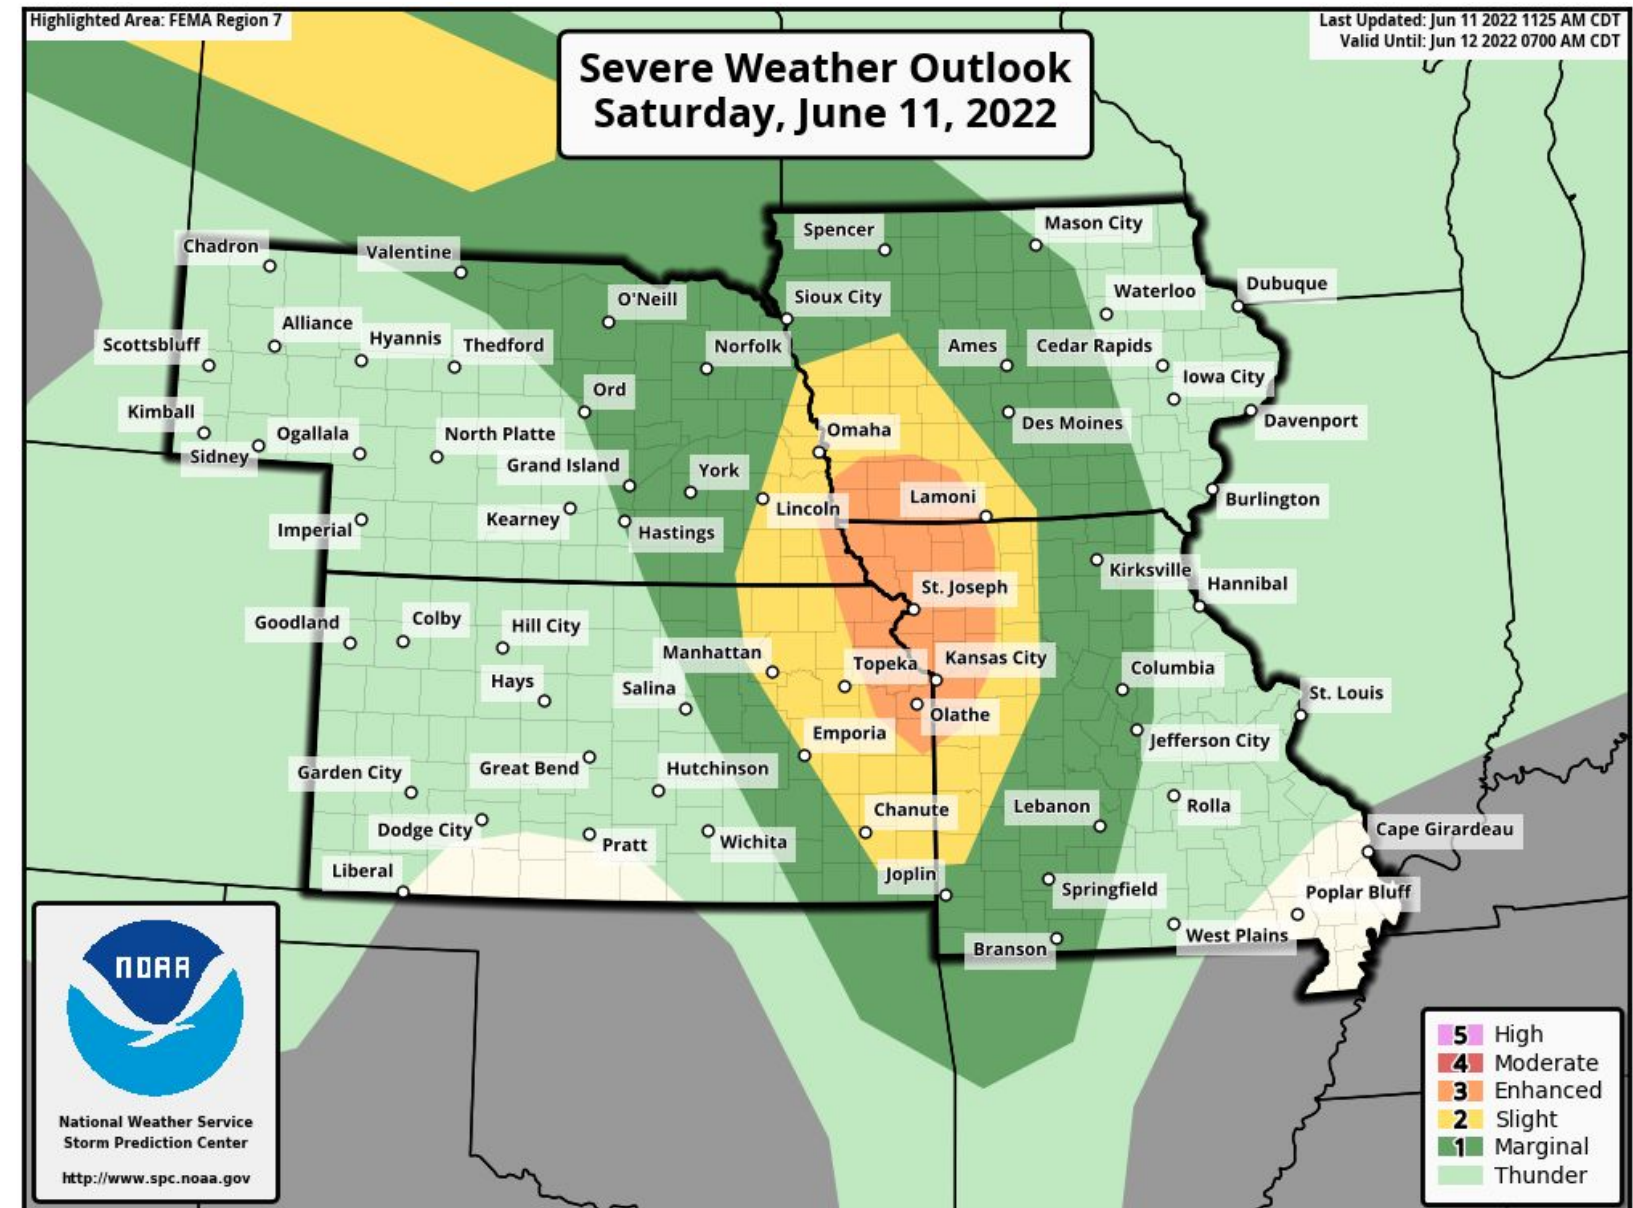 Highlighted Area: FEMA Region 7
Last Updated: Jun 11 2022 1125 AM CDT
Valid Until: Jun 12 2022 0700 AM CDT
Severe Weather Outlook
Saturday, June 11, 2022
Chadron
Valentine
Spencer
Mason City
O'Neill
Sioux City
Waterloo
Dubuque
Alliance
Hyannis
Thedford
Scottsbluff
Norfolk
Ames
Cedar Rapids
Iowa City
Ord
Kimball
Ogallala
North Platte
Omaha
Des Moines
Davenport
Sidney
Grand Island
York
Lincoln
Lamoni
Burlington
Imperial
Kearney
Hastings
Kirksville
Hannibal
St. Joseph
Goodland
Colby
Hill City
Manhattan
Topeka
Kansas City
Columbia
Hays
Salina
Olathe
St. Louis
Emporia
Jefferson City
Garden City
Great Bend
Hutchinson
Chanute
Lebanon
Rolla
Dodge City
Pratt
Wichita
Cape Girardeau
Liberal
Joplin
Springfield
Poplar Bluff
Branson
West Plains
NOAA
National Weather Service
Storm Prediction Center
http://www.spc.noaa.gov
5 High
4 Moderate
3 Enhanced
2 Slight
1 Marginal
Thunder